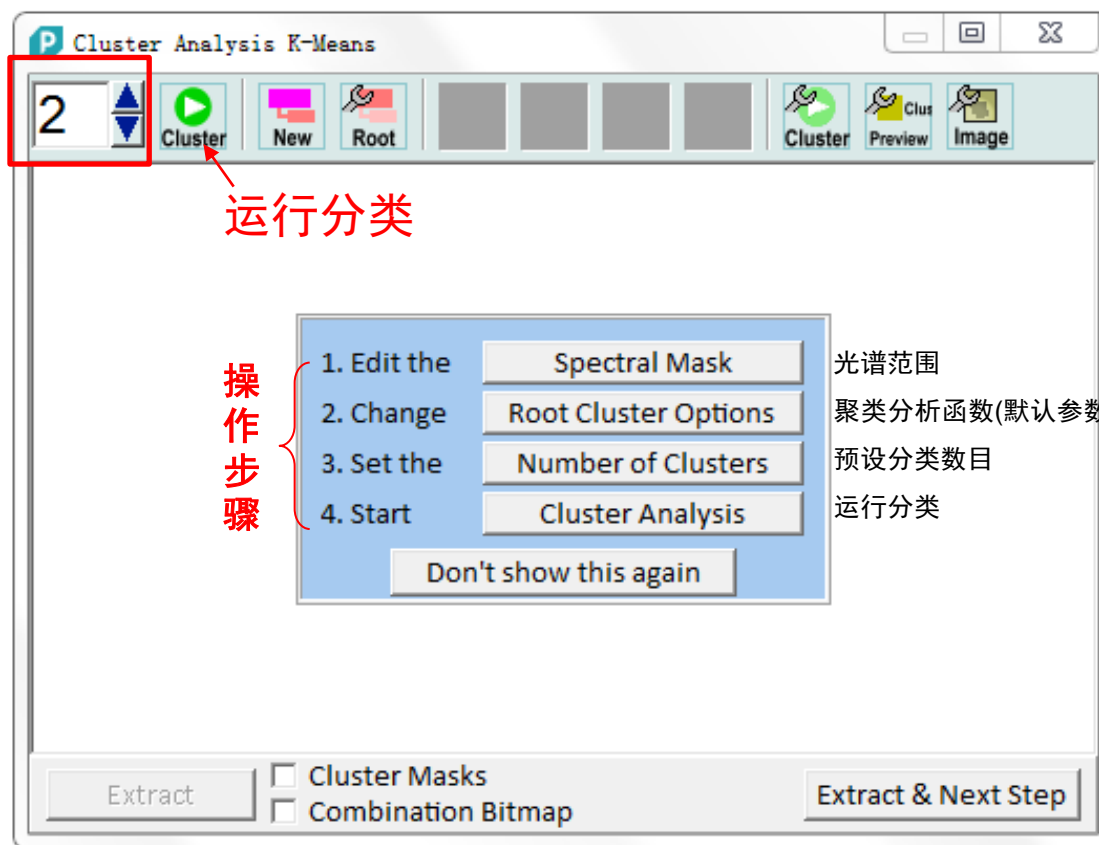 Cluster Analysis K-Means
2
Cluster
New
Root
Cluster
Clus
Preview
Image
运行分类
操作步骤
1. Edit the Spectral Mask 光谱范围
2. Change Root Cluster Options 聚类分析函数(默认参数
3. Set the Number of Clusters 预设分类数目
4. Start Cluster Analysis 运行分类
Don't show this again
Extract
Cluster Masks
Combination Bitmap
Extract & Next Step